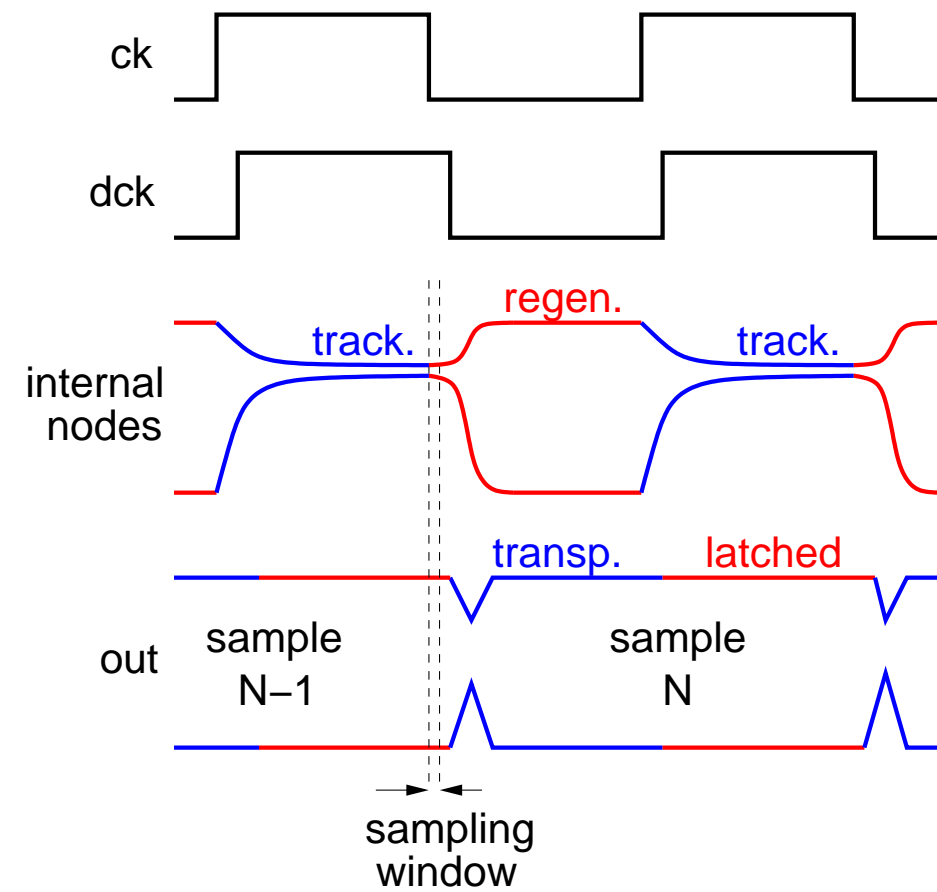 ck
dck
regen.
track.
track.
internal
nodes
transp.
latched
out
sample
N−1
sample
N
sampling
window